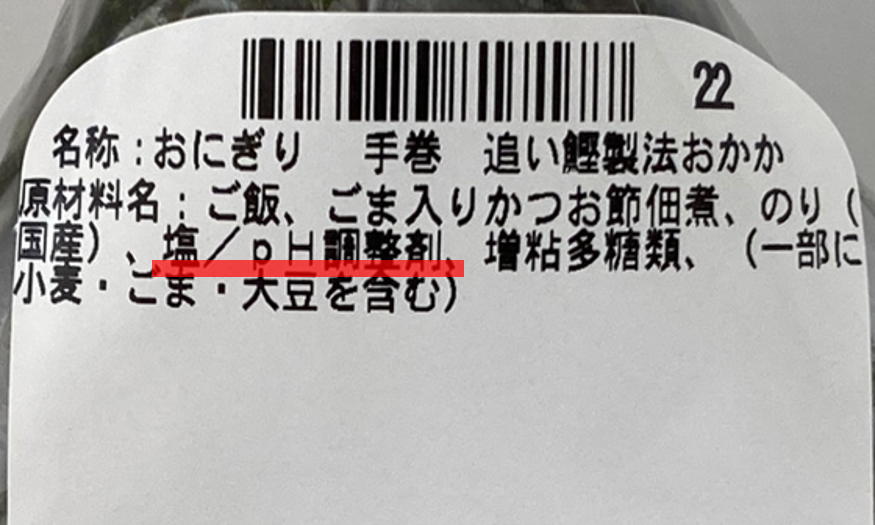 22
名称:おにぎり 手巻 追い鰹製法おかか
原材料名:ご飯、ごま入りかつお節佃煮、のり(
国産)、塩/pH調整剤、増粘多糖類、(一部に
小麦・ごま・大豆を含む)